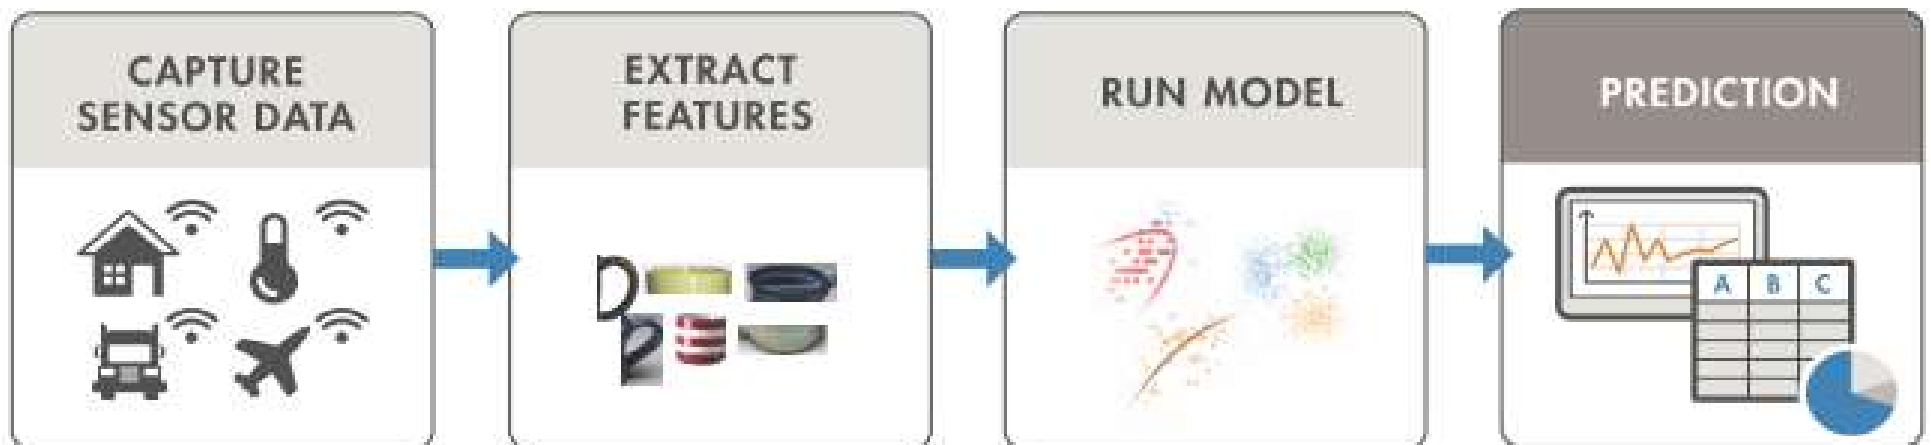 CAPTURE
SENSOR DATA
EXTRACT
FEATURES
RUN MODEL
PREDICTION
A B C